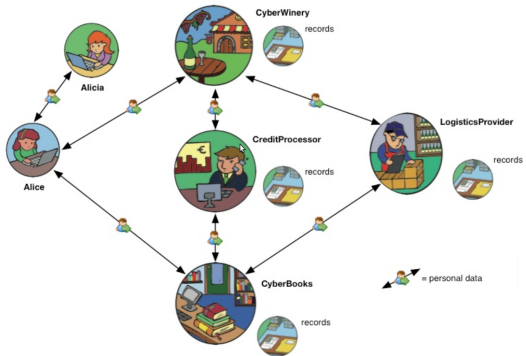 CyberWinery
records
Alicia
LogisticsProvider
CreditProcessor
€
records
records
Alice
CyberBooks
= personal data
records